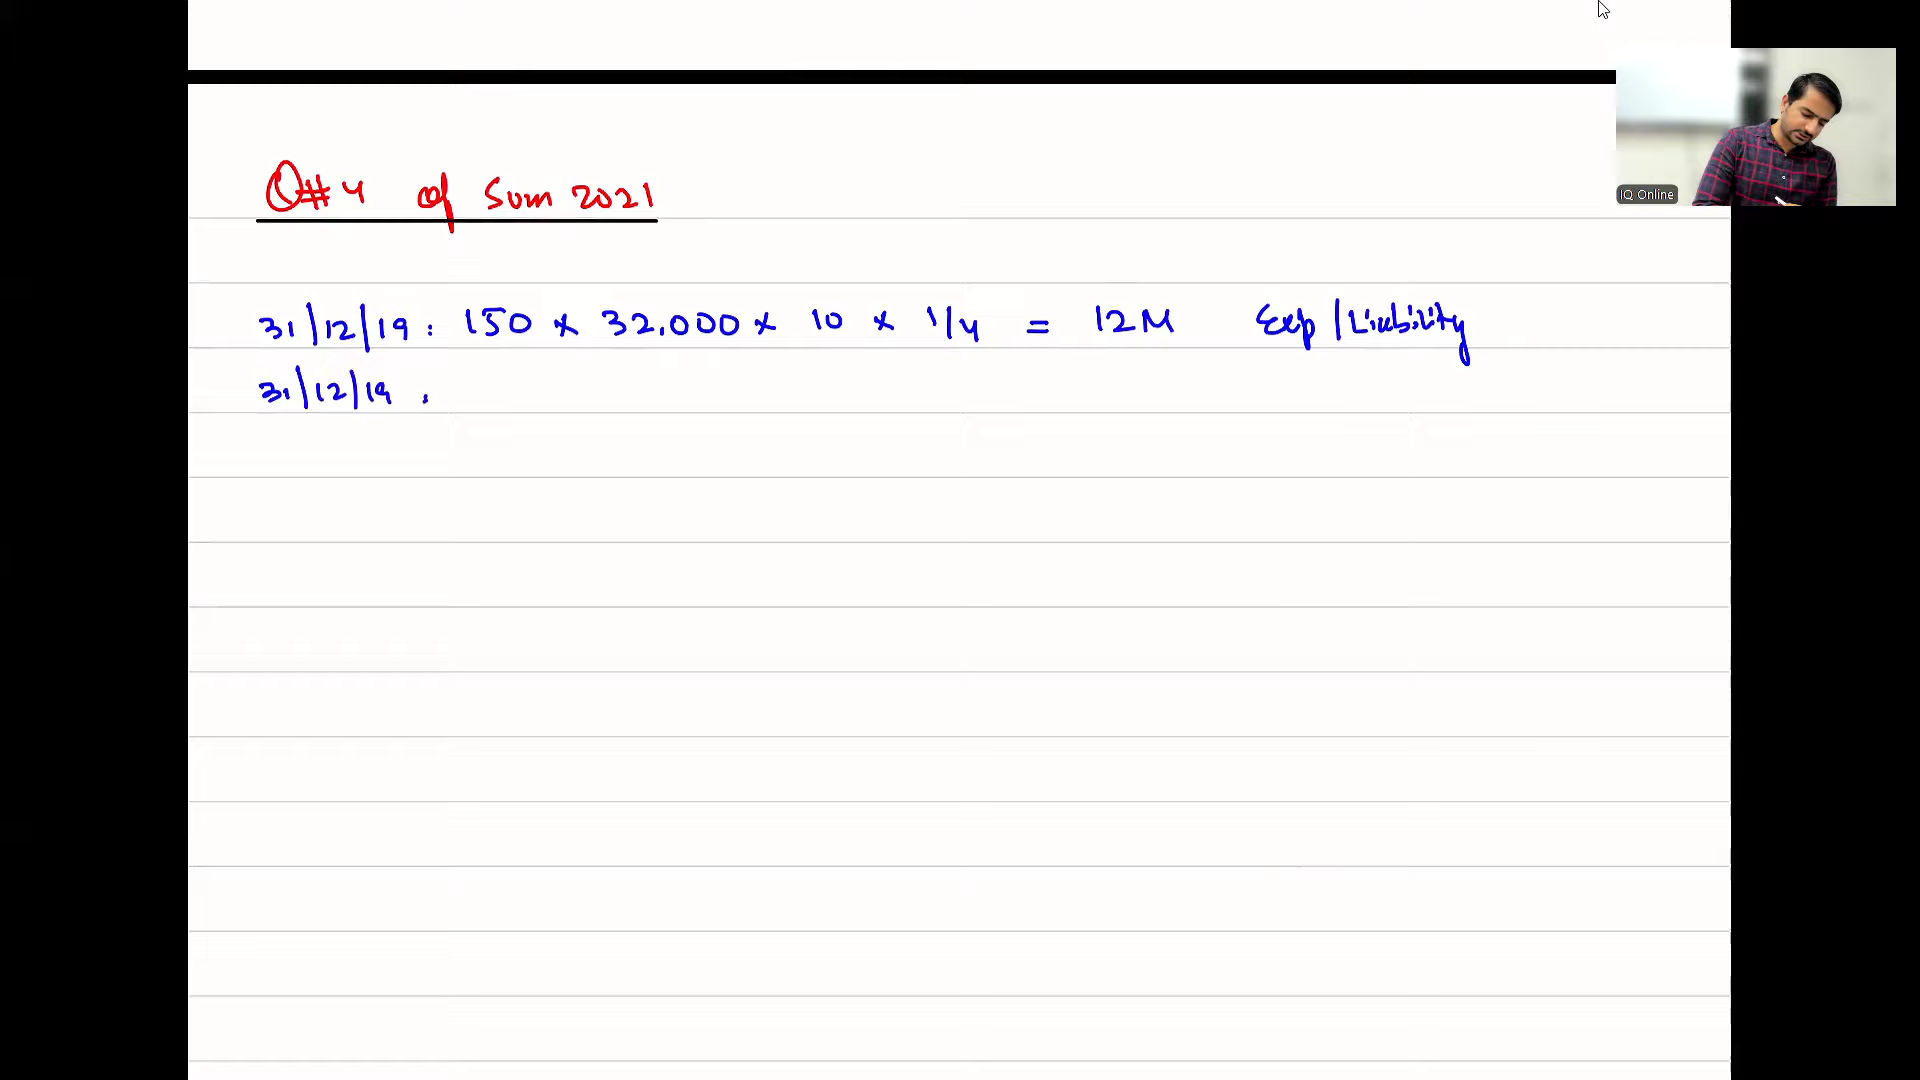 Q#4 of Sum 2021
31/12/19 : 150 × 32,000 × 10 × 1/4 = 12M Exp/Liability
31/12/19 :
IQ Online